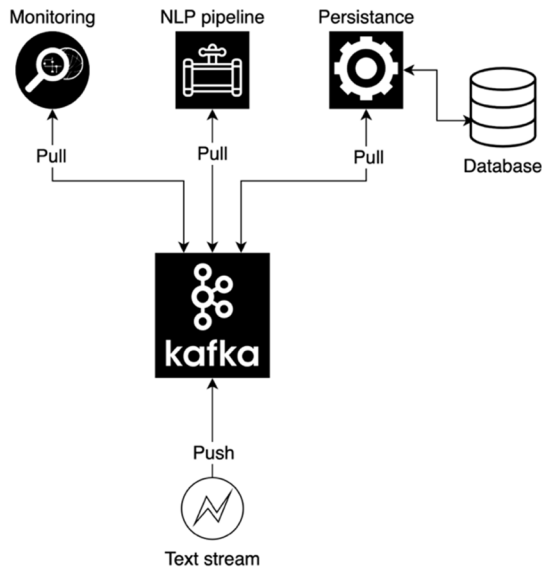 Monitoring
NLP pipeline
Persistance
Pull
Pull
Pull
Database
kafka
Push
Text stream